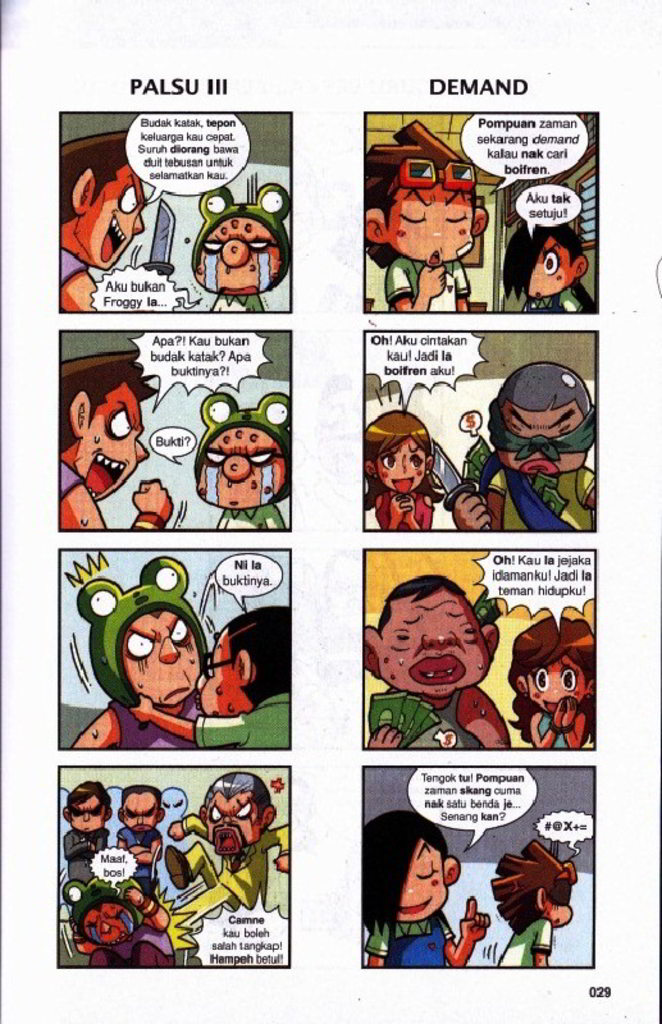 PALSU III
Budak katak, tepon
keluarga kau cepat.
Suruh diorang bawa
duit tebusan untuk
selamatkan kau.
Aku bukan
Froggy la...
Apa?! Kau bukan
budak katak? Apa
buktinya?!
Bukti?
Ni la
buktinya.
Maaf,
bos!
Camne
kau boleh
salah tangkap!
Hampeh betul!
DEMAND
Pompuan zaman
sekarang demand
kalau nak cari
boifren.
Aku tak
setuju!
Oh! Aku cintakan
kau! Jadi la
boifren aku!
$
Oh! Kau la jejaka
idamanku! Jadi la
teman hidupku!
$
Tengok tu! Pompuan
zaman skang cuma
nak satu benda je...
Senang kan?
#@X+=
029